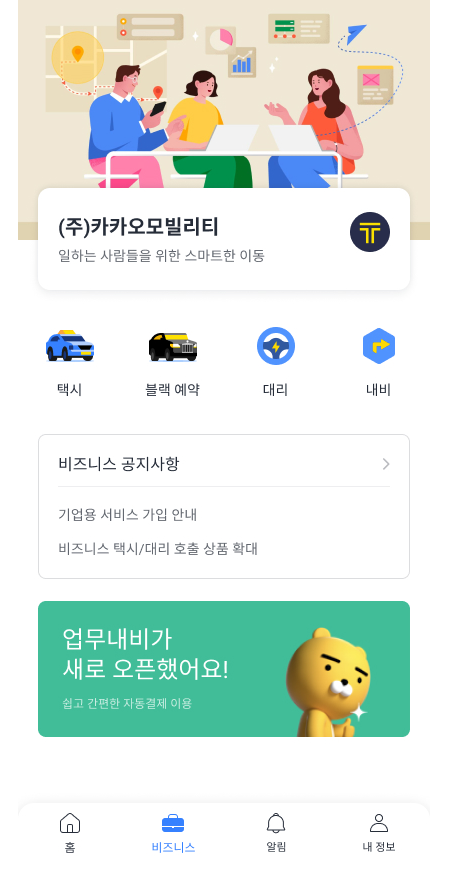 (주)카카오모빌리티
일하는 사람들을 위한 스마트한 이동
택시
블랙 예약
대리
내비
비즈니스 공지사항
기업용 서비스 가입 안내
비즈니스 택시/대리 호출 상품 확대
업무내비가
새로 오픈했어요!
쉽고 간편한 자동결제 이용
홈
비즈니스
알림
내 정보